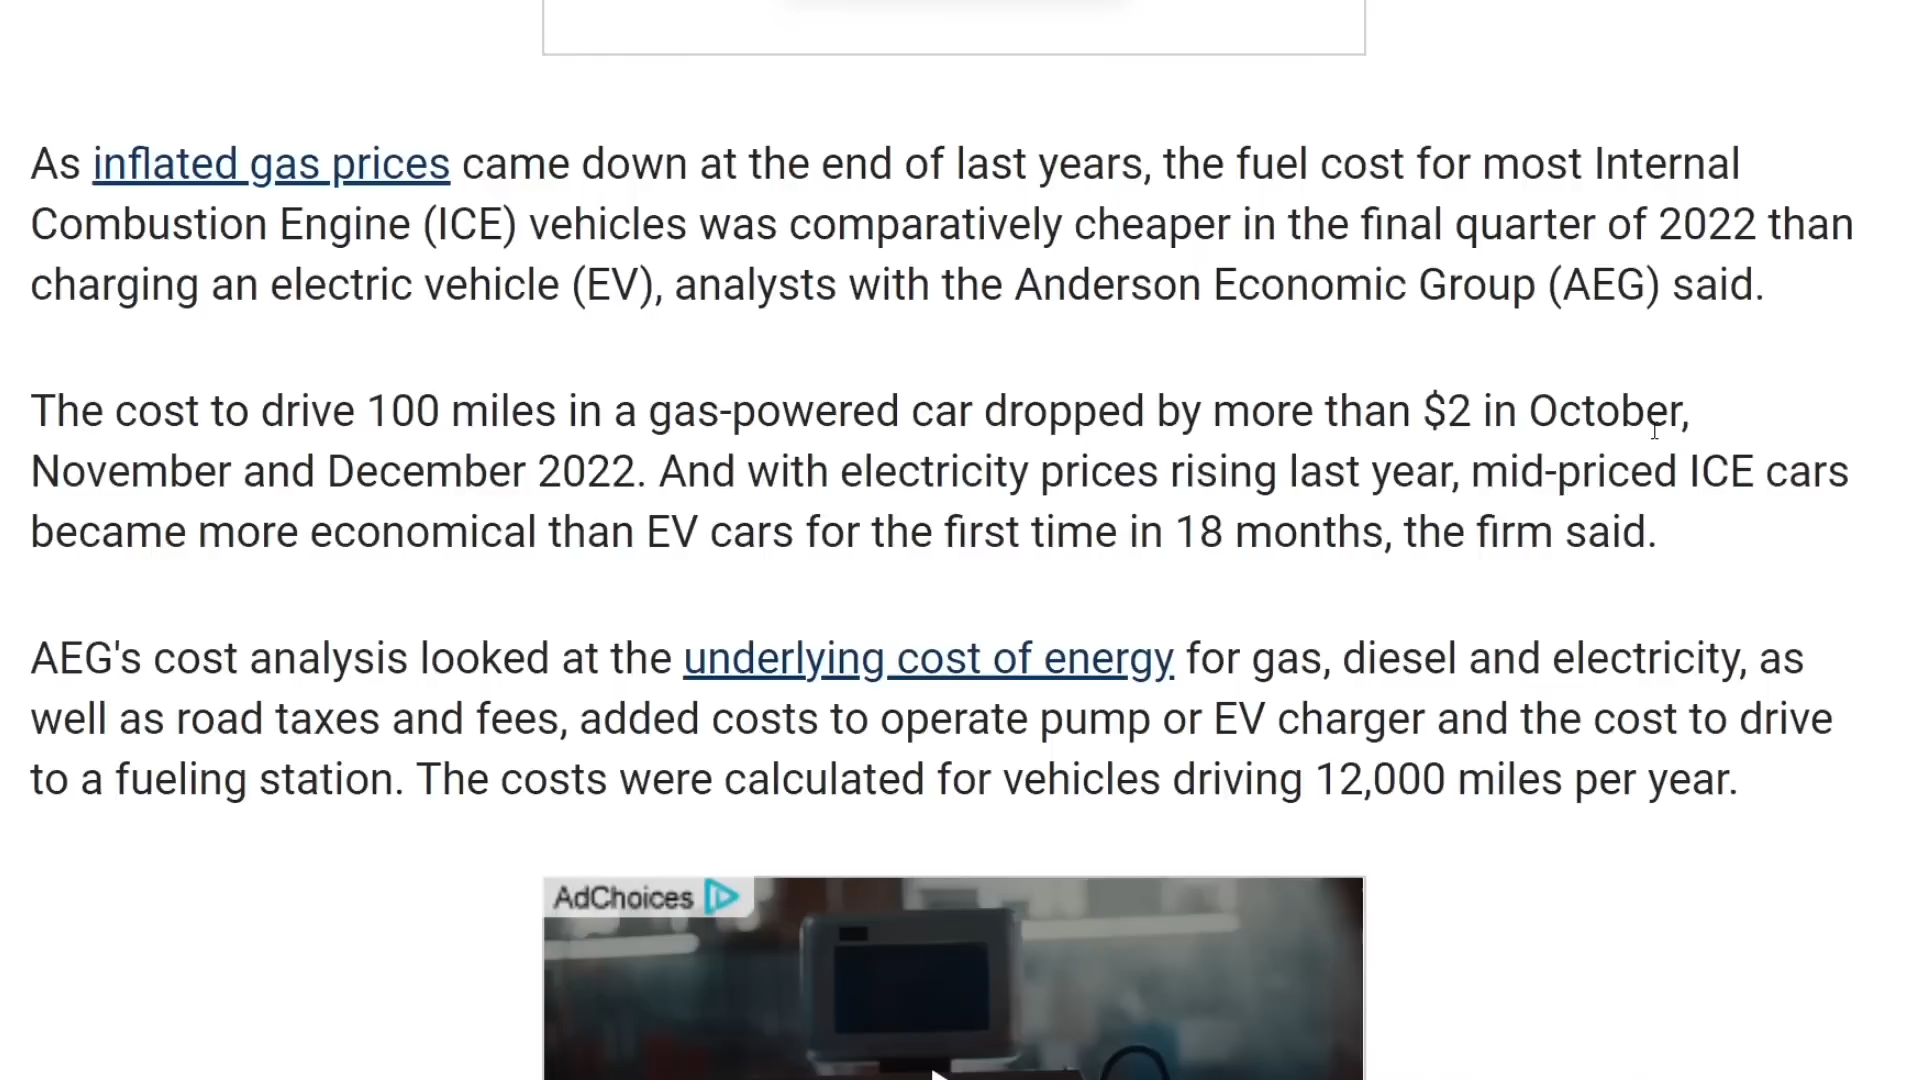 As inflated gas prices came down at the end of last years, the fuel cost for most Internal
Combustion Engine (ICE) vehicles was comparatively cheaper in the final quarter of 2022 than
charging an electric vehicle (EV), analysts with the Anderson Economic Group (AEG) said.
The cost to drive 100 miles in a gas-powered car dropped by more than $2 in October,
November and December 2022. And with electricity prices rising last year, mid-priced ICE cars
became more economical than EV cars for the first time in 18 months, the firm said.
AEG's cost analysis looked at the underlying cost of energy for gas, diesel and electricity, as
well as road taxes and fees, added costs to operate pump or EV charger and the cost to drive
to a fueling station. The costs were calculated for vehicles driving 12,000 miles per year.
AdChoices